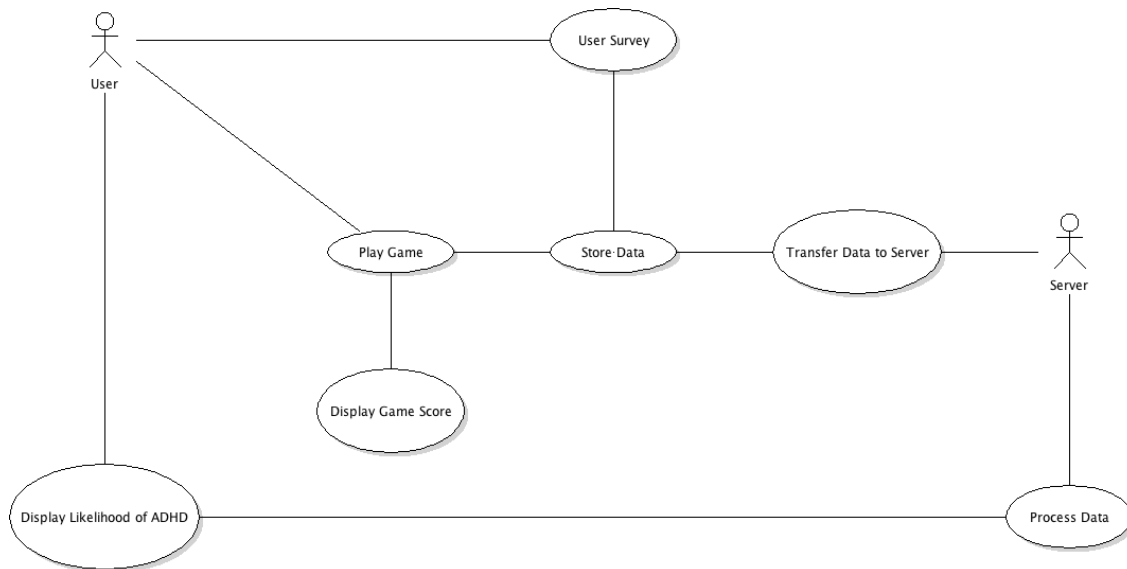 User Survey
User
Play Game
Store·Data
Transfer Data to Server
Server
Display Game Score
Display Likelihood of ADHD
Process Data